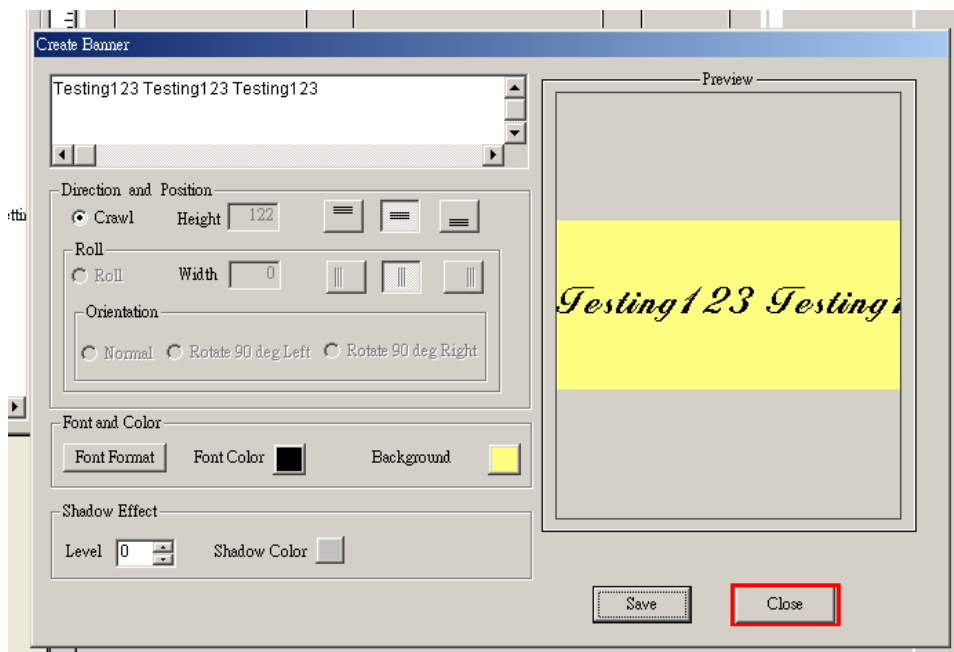 Create Banner
Testing123 Testing123 Testing123
Preview
Direction and Position
Crawl Height 122
Roll
Roll Width 0
Orientation
Normal Rotate 90 deg Left Rotate 90 deg Right
Testing123 Testing1
Font and Color
Font Format Font Color Background
Shadow Effect
Level 0 Shadow Color
Save Close